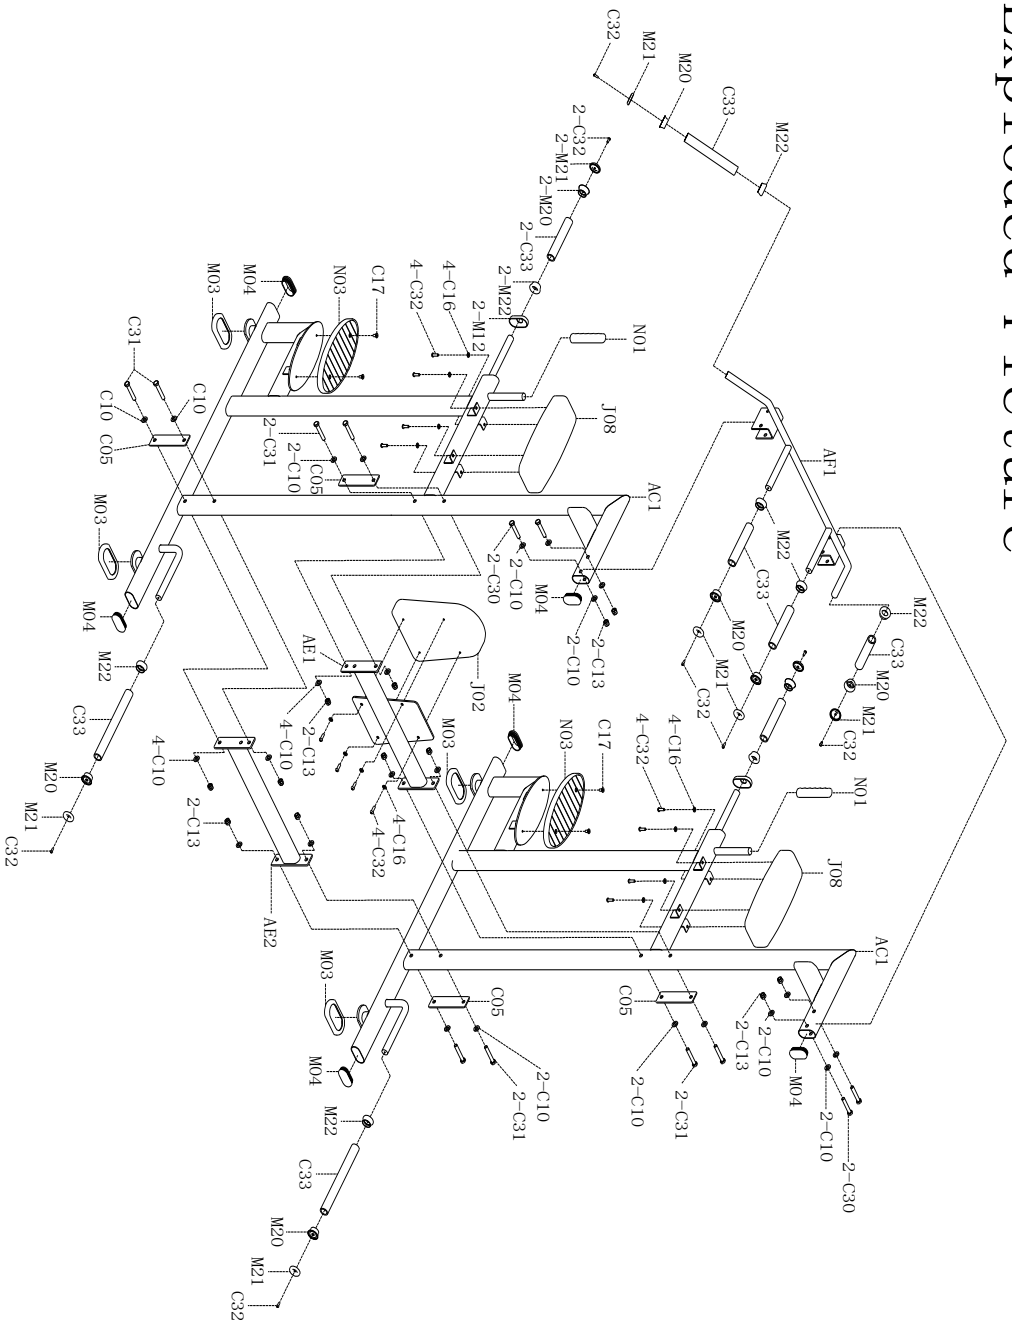 Exploded Picture
M22
C33
M20
M21
AC1
C32
N01
2-C30
AF1
J08
2-C10
M04
M22
M22
2-C10
C33
M20
2-C13
C33
M21
C32
M20
2-C31
4-C16
M21
AC1
4-C32
N01
2-C10
C05
C32
J08
C17
2-C13
2-C32
2-C10
N03
2-M21
2-M20
M04
2-C10
2-C33
2-C10
M04
2-C31
2-M22
2-C30
C05
2-M12
J02
4-C16
M03
4-C32
4-C16
C17
4-C32
N03
M03
M22
C05
AE1
2-C13
M04
C33
2-C10
4-C10
M20
2-C31
AE2
M21
M04
C32
M03
C10
2-C13
4-C10
C31
C10
C05
M22
M03
M04
C33
M20
M21
C32